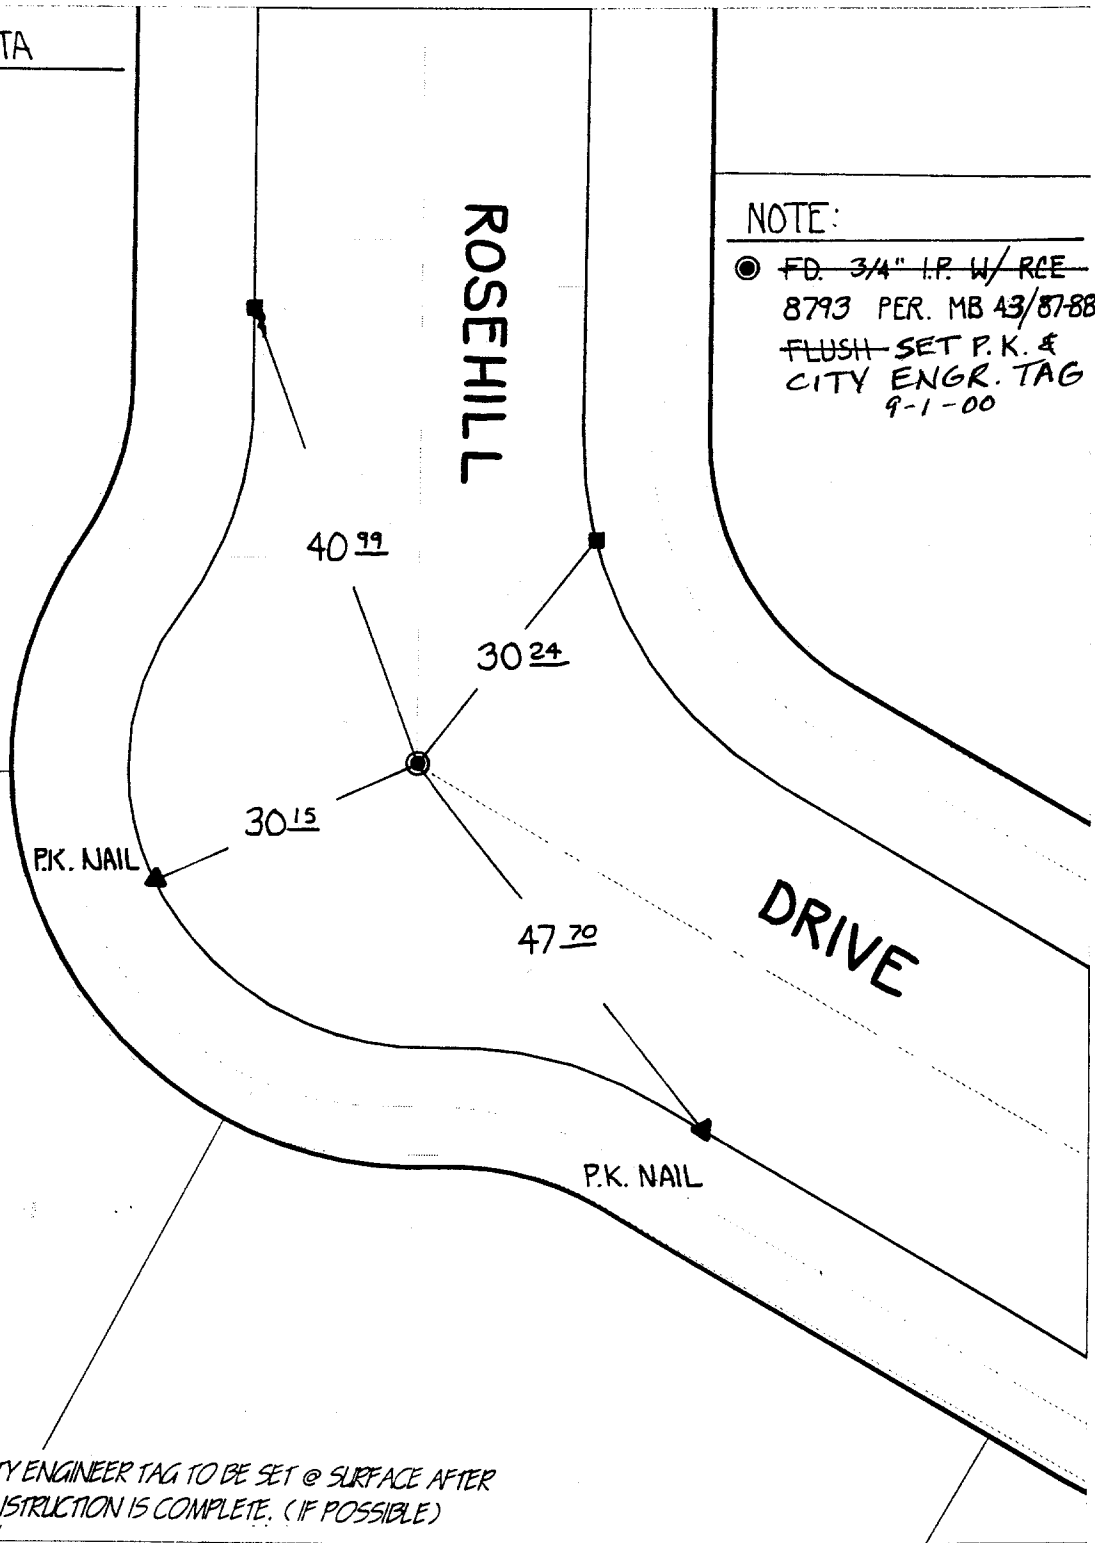 TA
ROSEHILL
NOTE:
FD. 3/4" I.P. W/ RCE
8793 PER. MB 43/87-88
FLUSH SET P.K. &
CITY ENGR. TAG
9-1-00
40 99
30 24
30 15
P.K. NAIL
47 70
DRIVE
P.K. NAIL
TY ENGINEER TAG TO BE SET @ SURFACE AFTER
NSTRUCTION IS COMPLETE. (IF POSSIBLE)